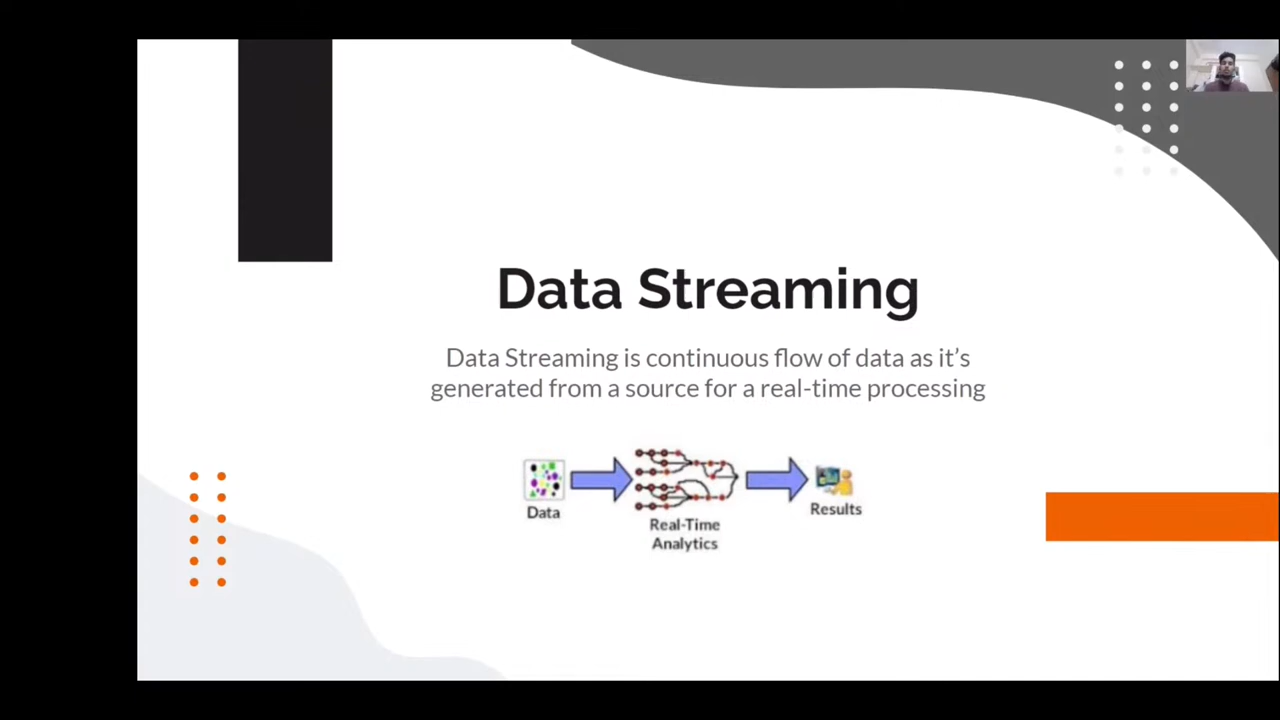 Data Streaming
Data Streaming is continuous flow of data as it’s
generated from a source for a real-time processing
Data
Real-Time
Analytics
Results